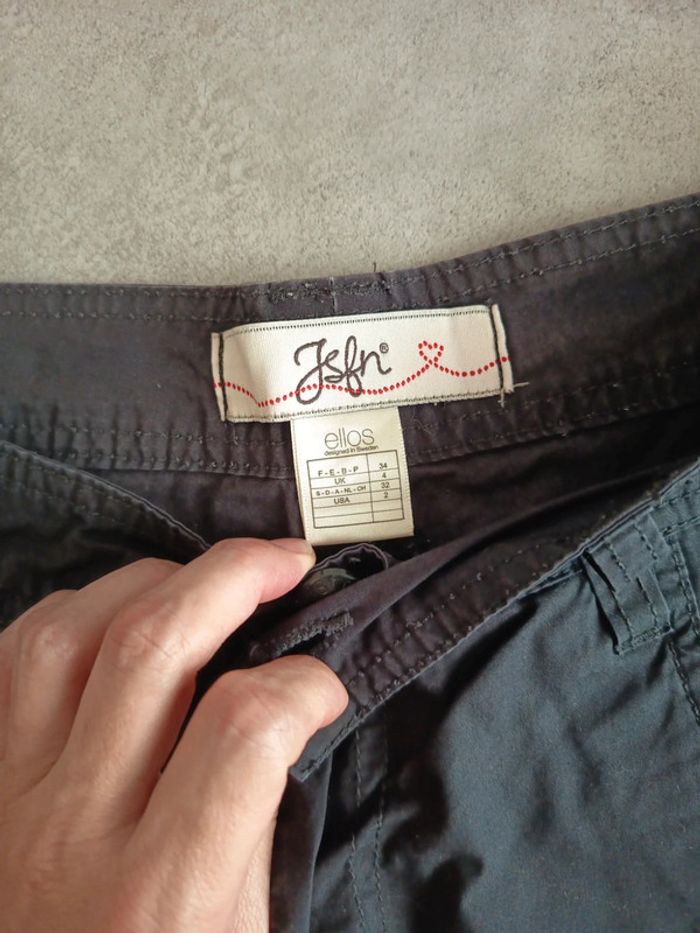 Jsfn®
ellos
designed in Sweden
F-E-B-P 34
UK 4
S-D-A-NL-CH 32
USA 2